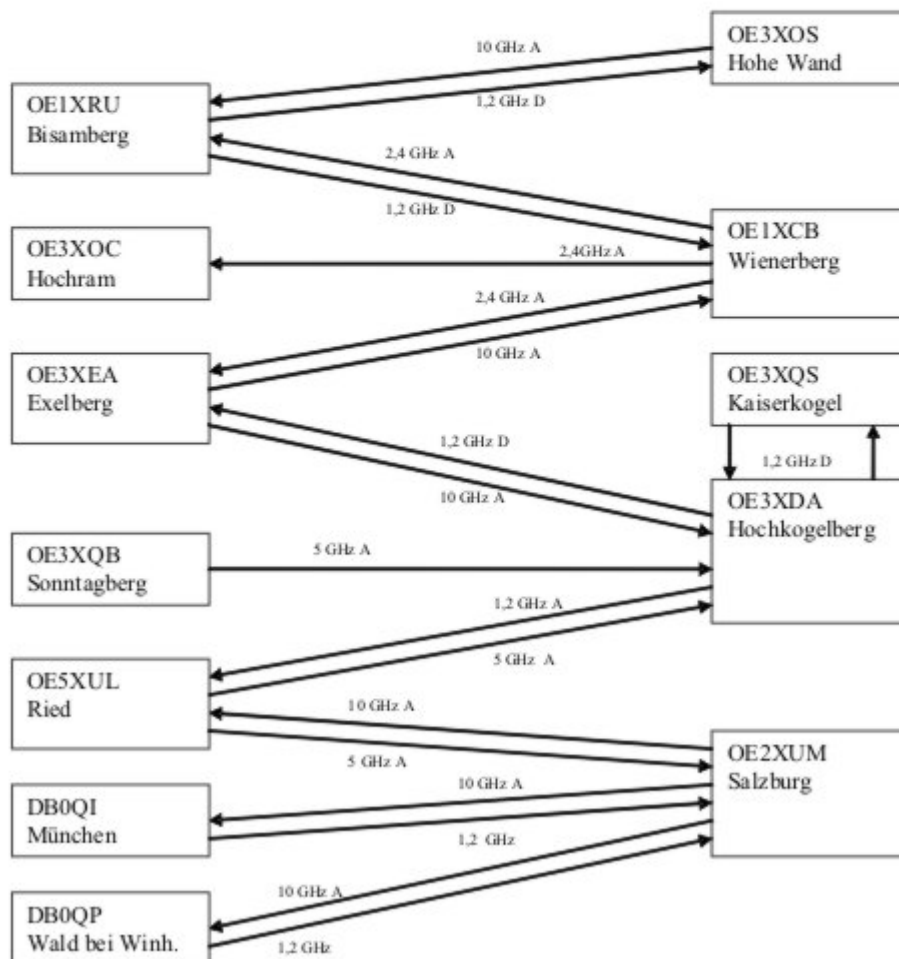 OE3XOS
Hohe Wand
10 GHz A
1,2 GHz D
OE1XRU
Bisamberg
2,4 GHz A
1,2 GHz D
OE1XCB
Wienerberg
OE3XOC
Hochram
2,4GHz A
2,4 GHz A
10 GHz A
OE3XEA
Exelberg
OE3XQS
Kaiserkogel
1,2 GHz D
1,2 GHz D
10 GHz A
OE3XDA
Hochkogelberg
OE3XQB
Sonntagberg
5 GHz A
1,2 GHz A
5 GHz A
OE5XUL
Ried
10 GHz A
5 GHz A
OE2XUM
Salzburg
DB0QI
München
10 GHz A
1,2 GHz
DB0QP
Wald bei Winh.
10 GHz A
1,2 GHz